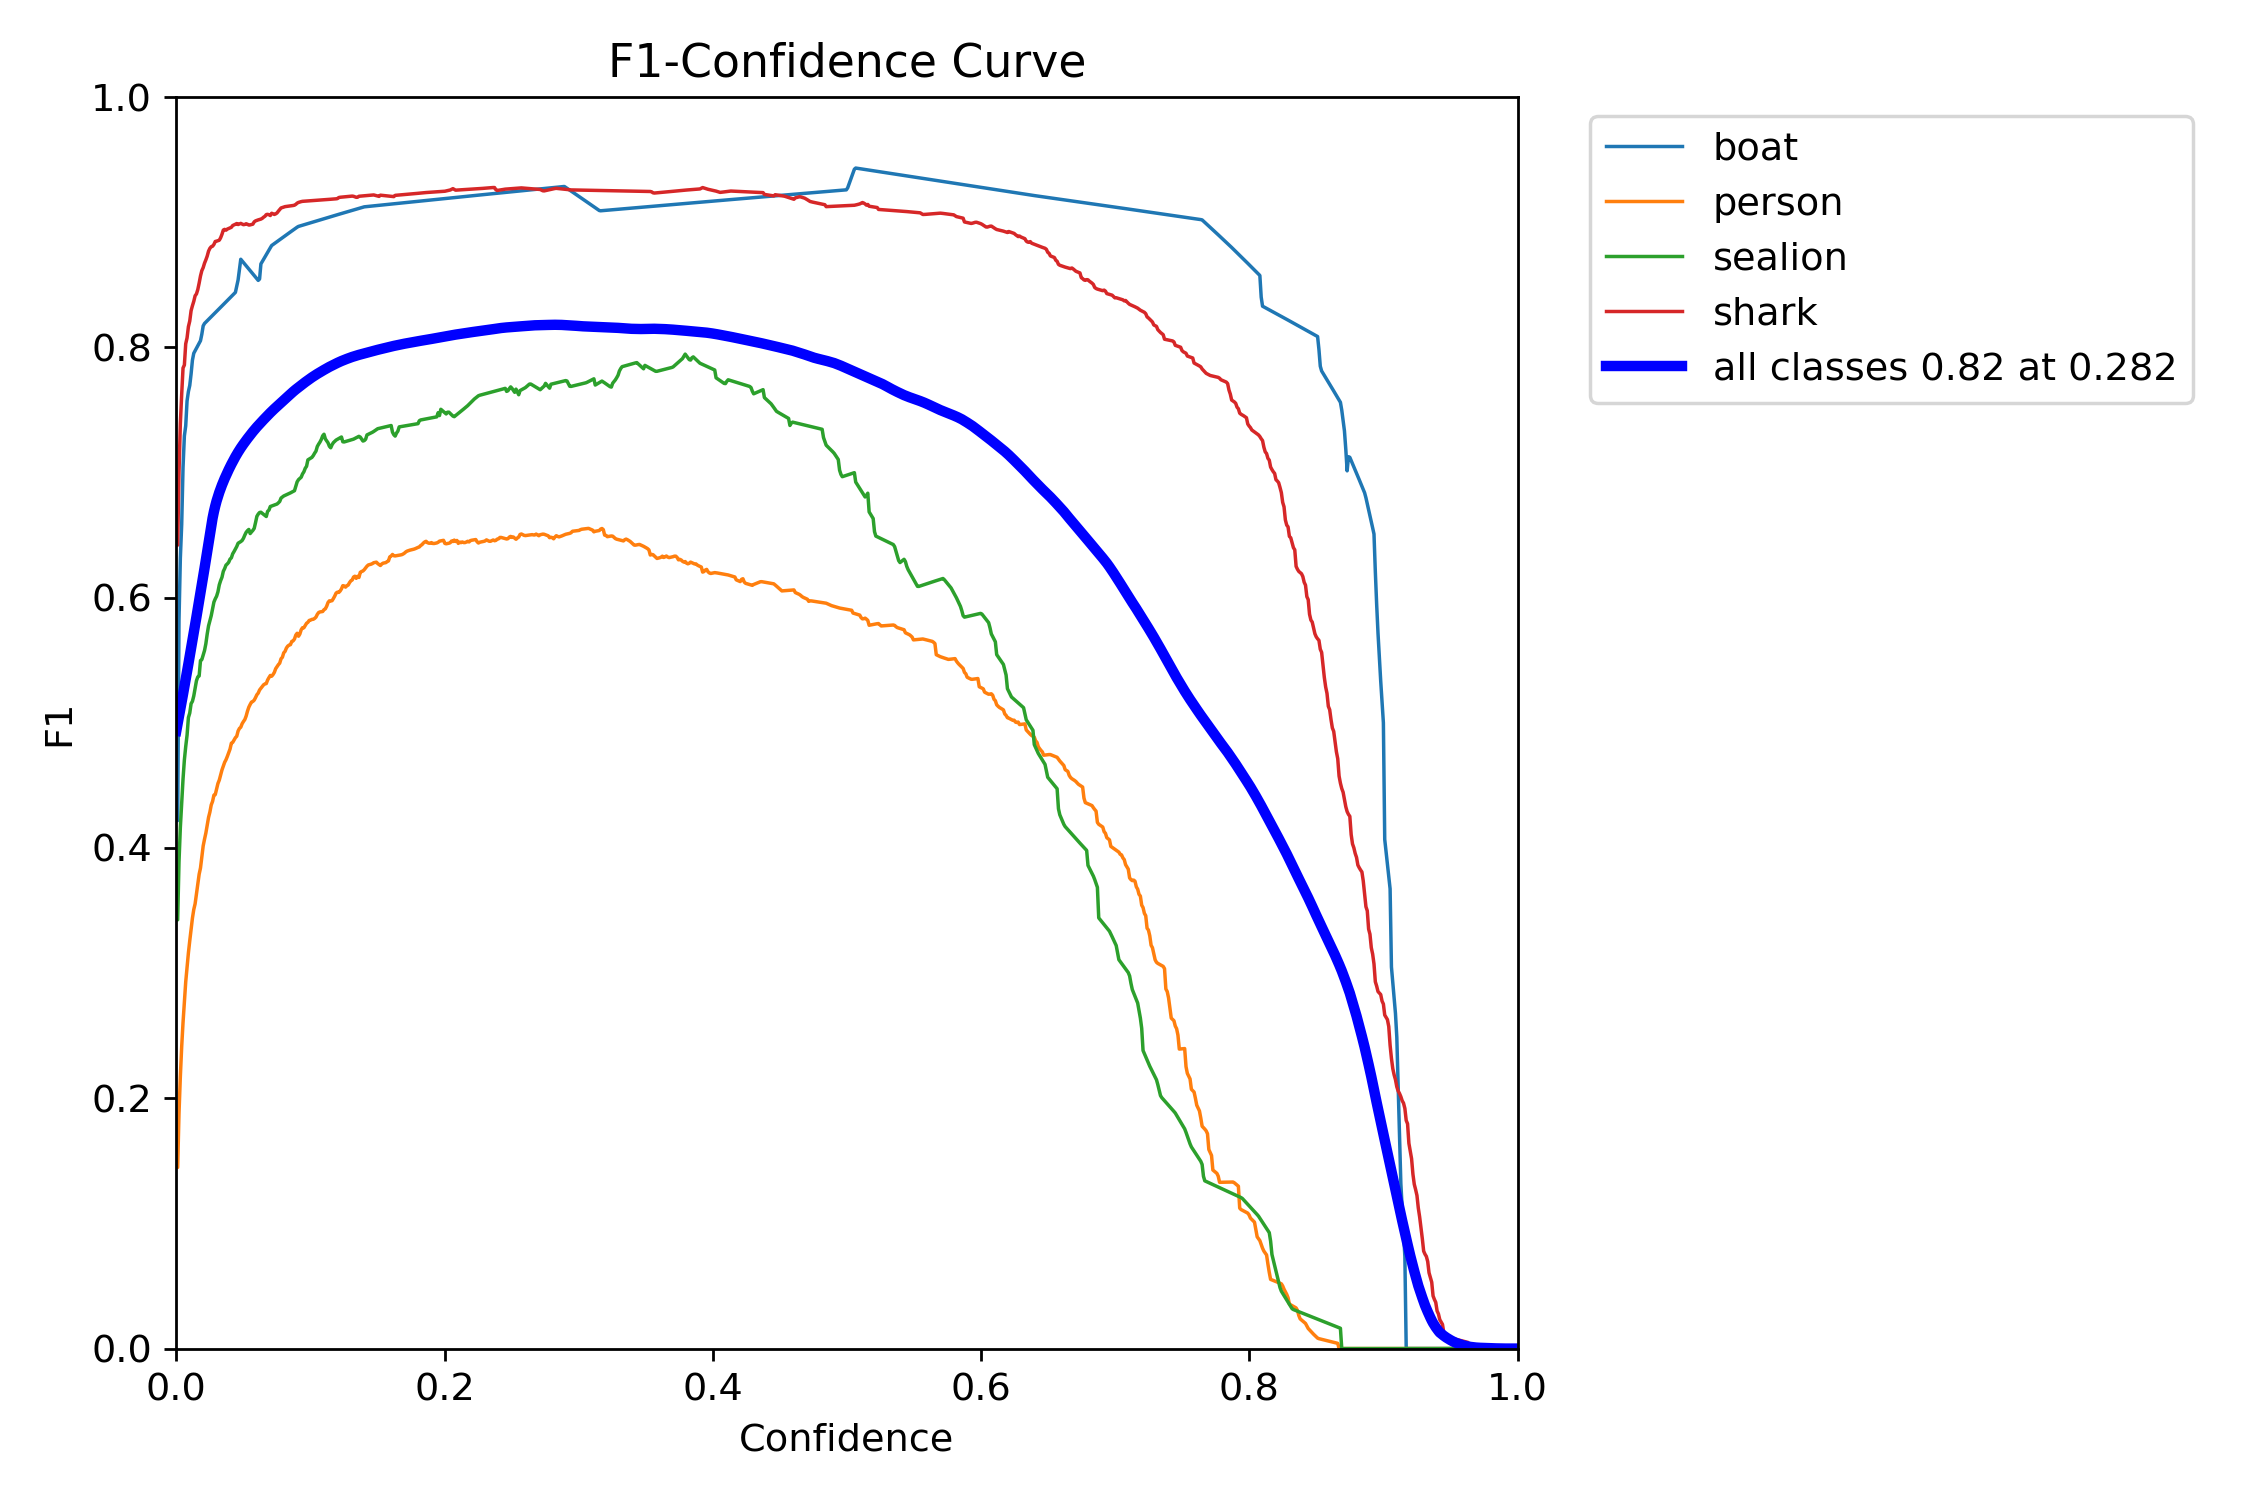 F1-Confidence Curve
1.0
0.8
0.6
0.4
0.2
0.0
F1
0.0 0.2 0.4 0.6 0.8 1.0
Confidence
boat
person
sealion
shark
all classes 0.82 at 0.282